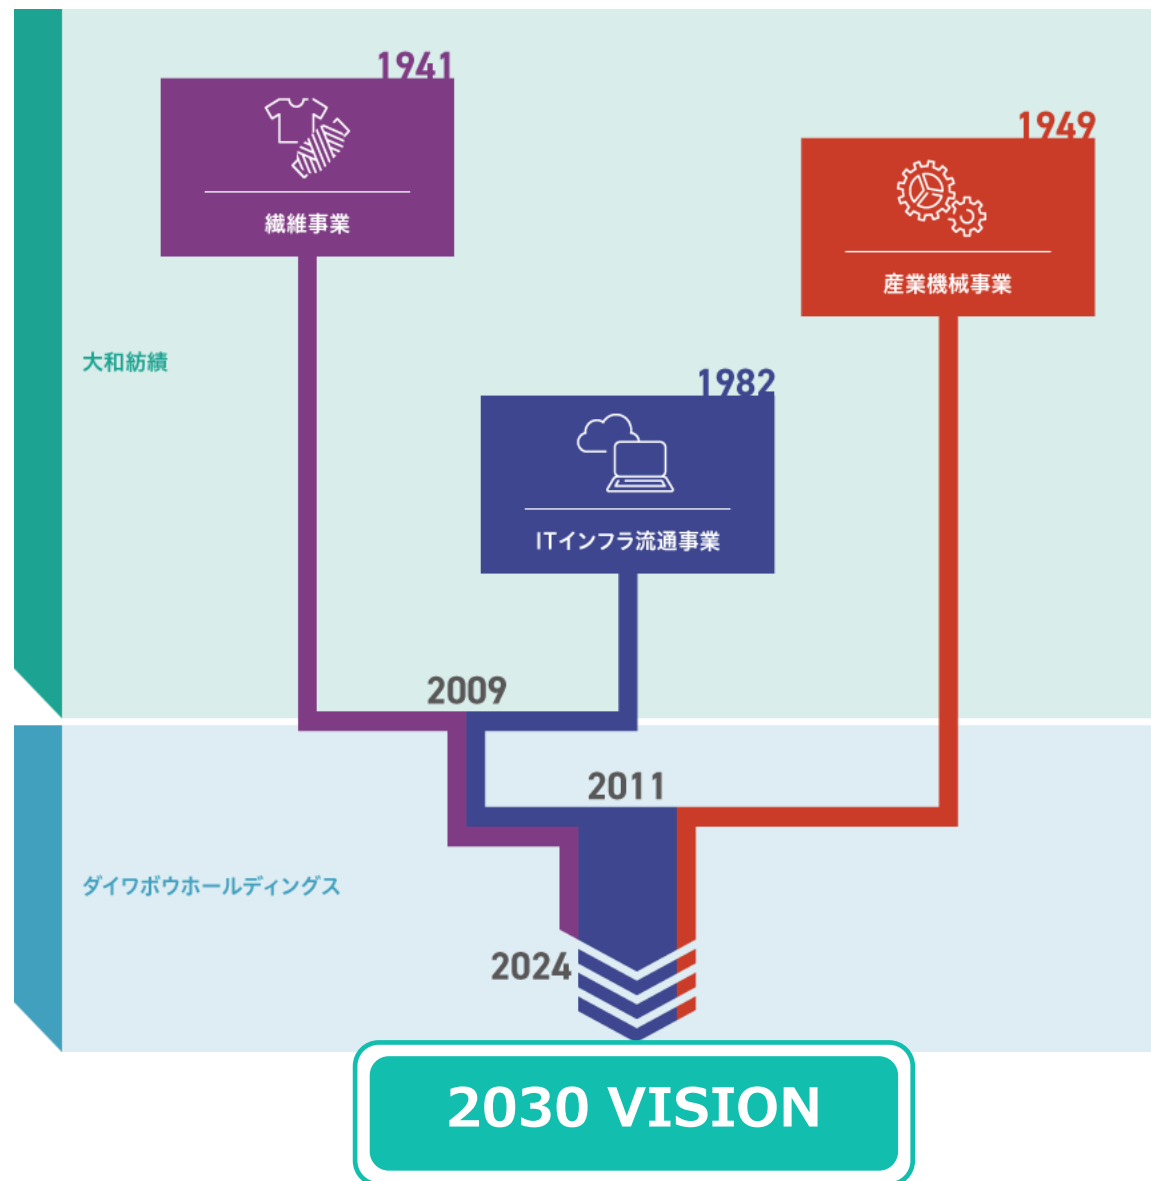 1941
繊維事業
1949
産業機械事業
大和紡績
1982
ITインフラ流通事業
2009
2011
ダイワボウホールディングス
2024
2030 VISION